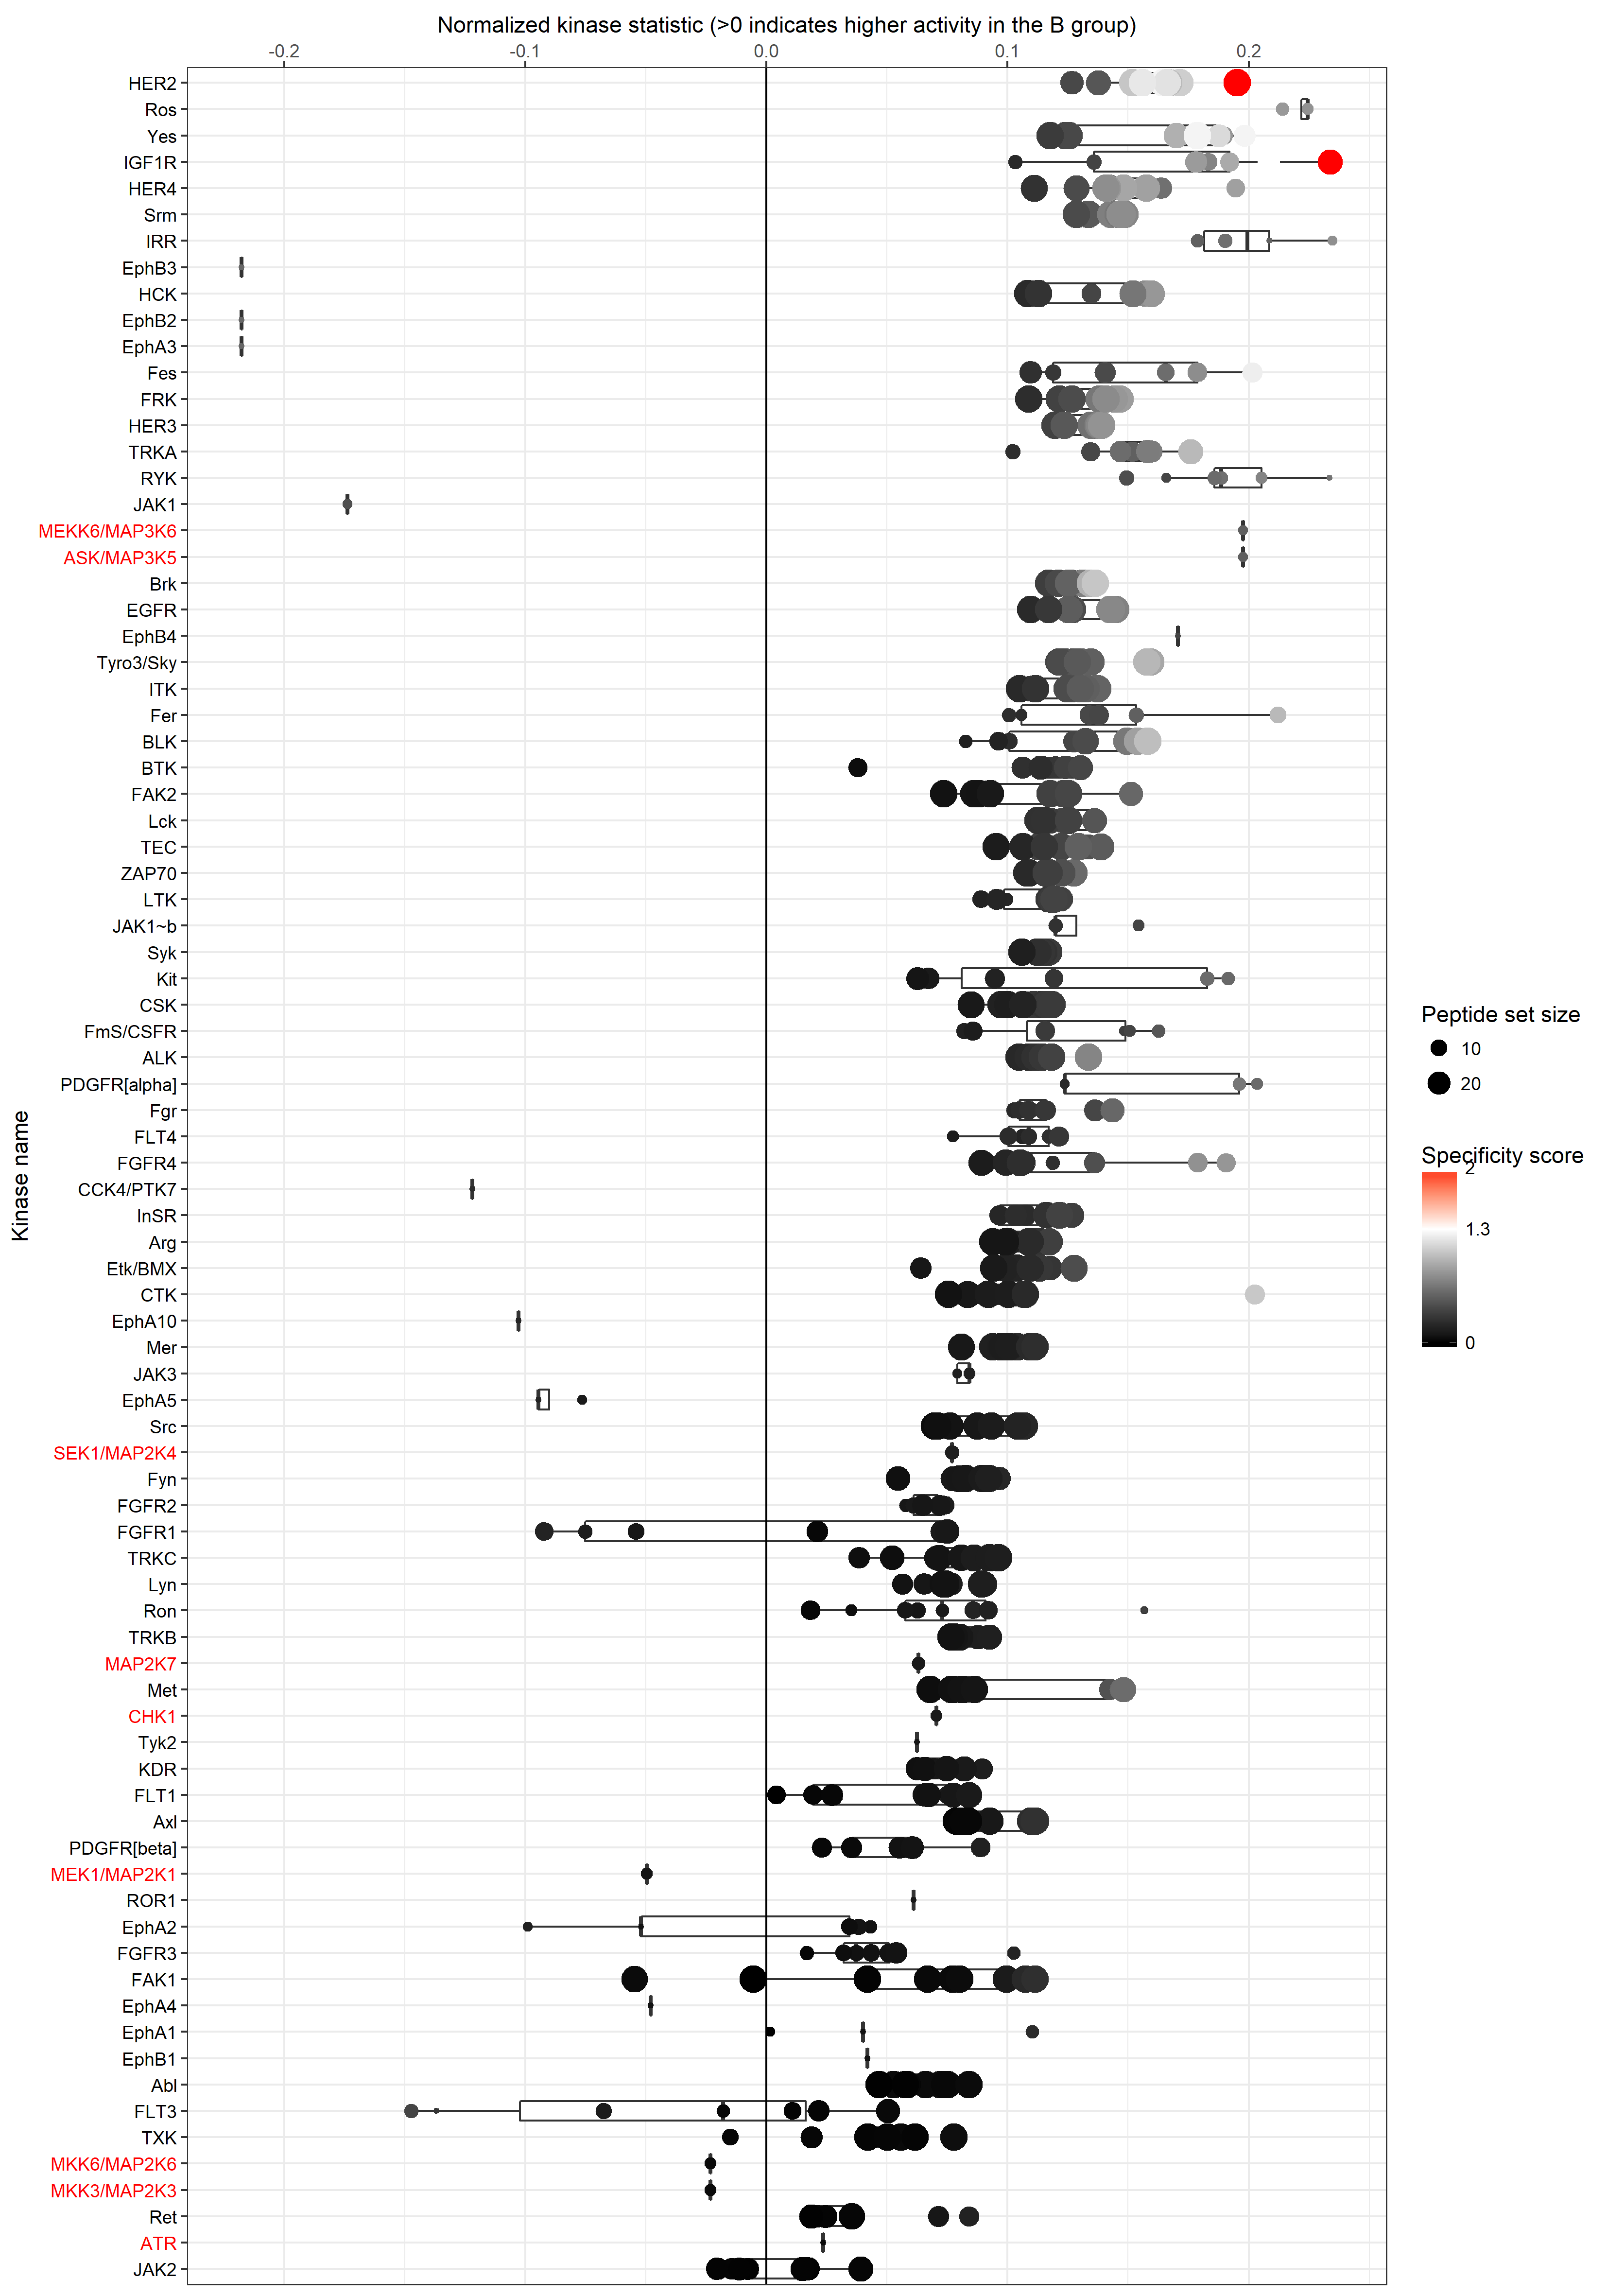 Normalized kinase statistic (>0 indicates higher activity in the B group)
-0.2 -0.1 0.0 0.1 0.2
HER2
Ros
Yes
IGF1R
HER4
Srm
IRR
EphB3
HCK
EphB2
EphA3
Fes
FRK
HER3
TRKA
RYK
JAK1
MEKK6/MAP3K6
ASK/MAP3K5
Brk
EGFR
EphB4
Tyro3/Sky
ITK
Fer
BLK
BTK
FAK2
Lck
TEC
ZAP70
LTK
JAK1~b
Syk
Kit
CSK
FmS/CSFR
ALK
PDGFR[alpha]
Fgr
FLT4
FGFR4
CCK4/PTK7
InSR
Arg
Etk/BMX
CTK
EphA10
Mer
JAK3
EphA5
Src
SEK1/MAP2K4
Fyn
FGFR2
FGFR1
TRKC
Lyn
Ron
TRKB
MAP2K7
Met
CHK1
Tyk2
KDR
FLT1
Axl
PDGFR[beta]
MEK1/MAP2K1
ROR1
EphA2
FGFR3
FAK1
EphA4
EphA1
EphB1
Abl
FLT3
TXK
MKK6/MAP2K6
MKK3/MAP2K3
Ret
ATR
JAK2
Kinase name
Peptide set size
10
20
Specificity score
2
1.3
0